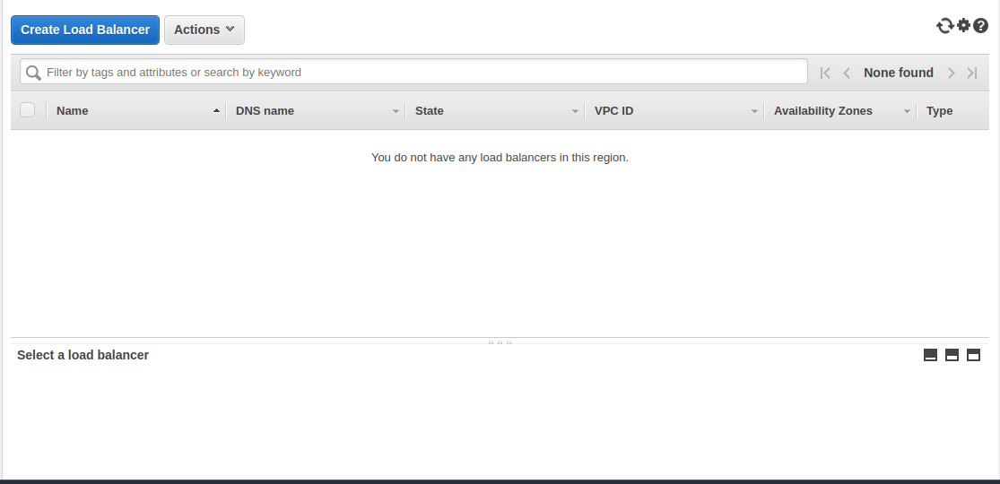 Create Load Balancer Actions
Filter by tags and attributes or search by keyword None found
Name DNS name State VPC ID Availability Zones Type
You do not have any load balancers in this region.
Select a load balancer